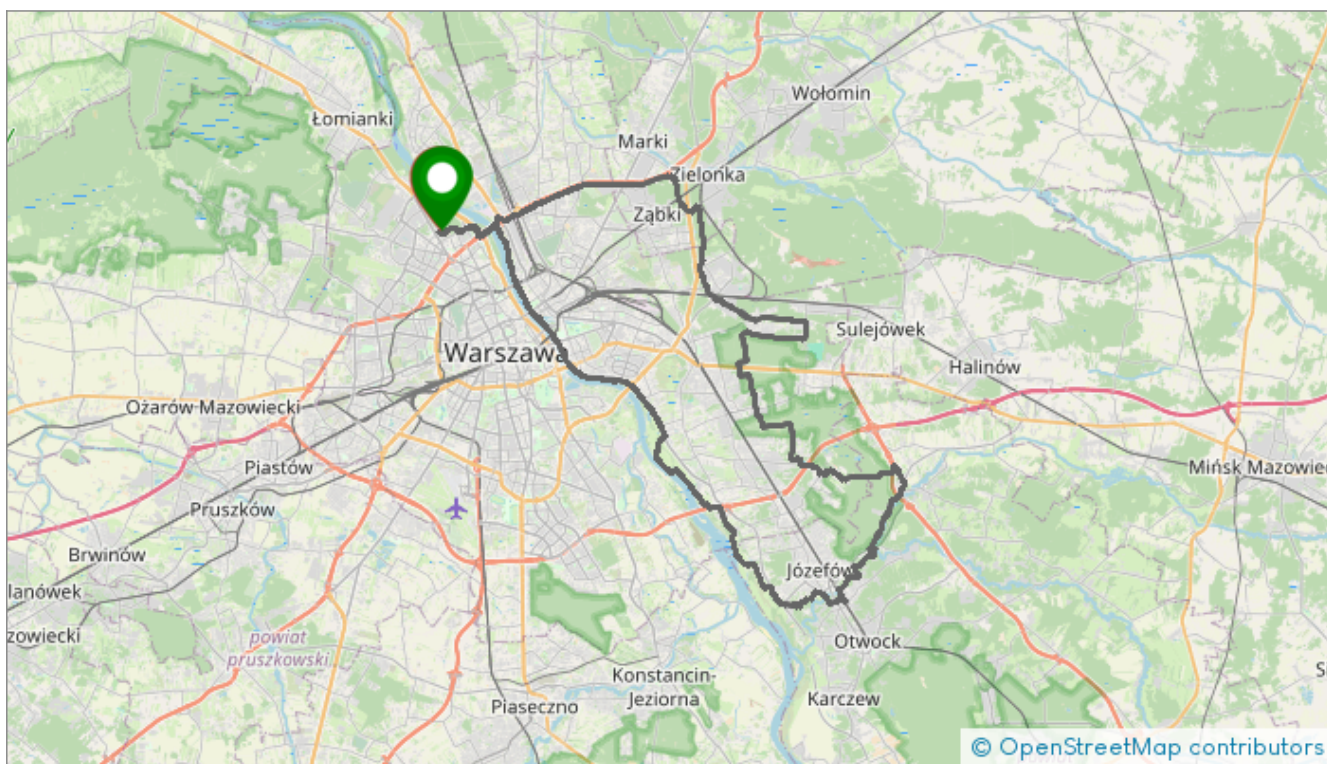 Wołomin
Łomianki
Marki
Zielonka
Ząbki
Sulejówek
Warszawa
Halinów
Ożarów Mazowiecki
Piastów
Mińsk Mazowie
Pruszków
Brwinów
Józefów
lanówek
zowiecki
powiat
pruszkowski
Otwock
Konstancin-
Jeziorna
Karczew
Piaseczno
© OpenStreetMap contributors